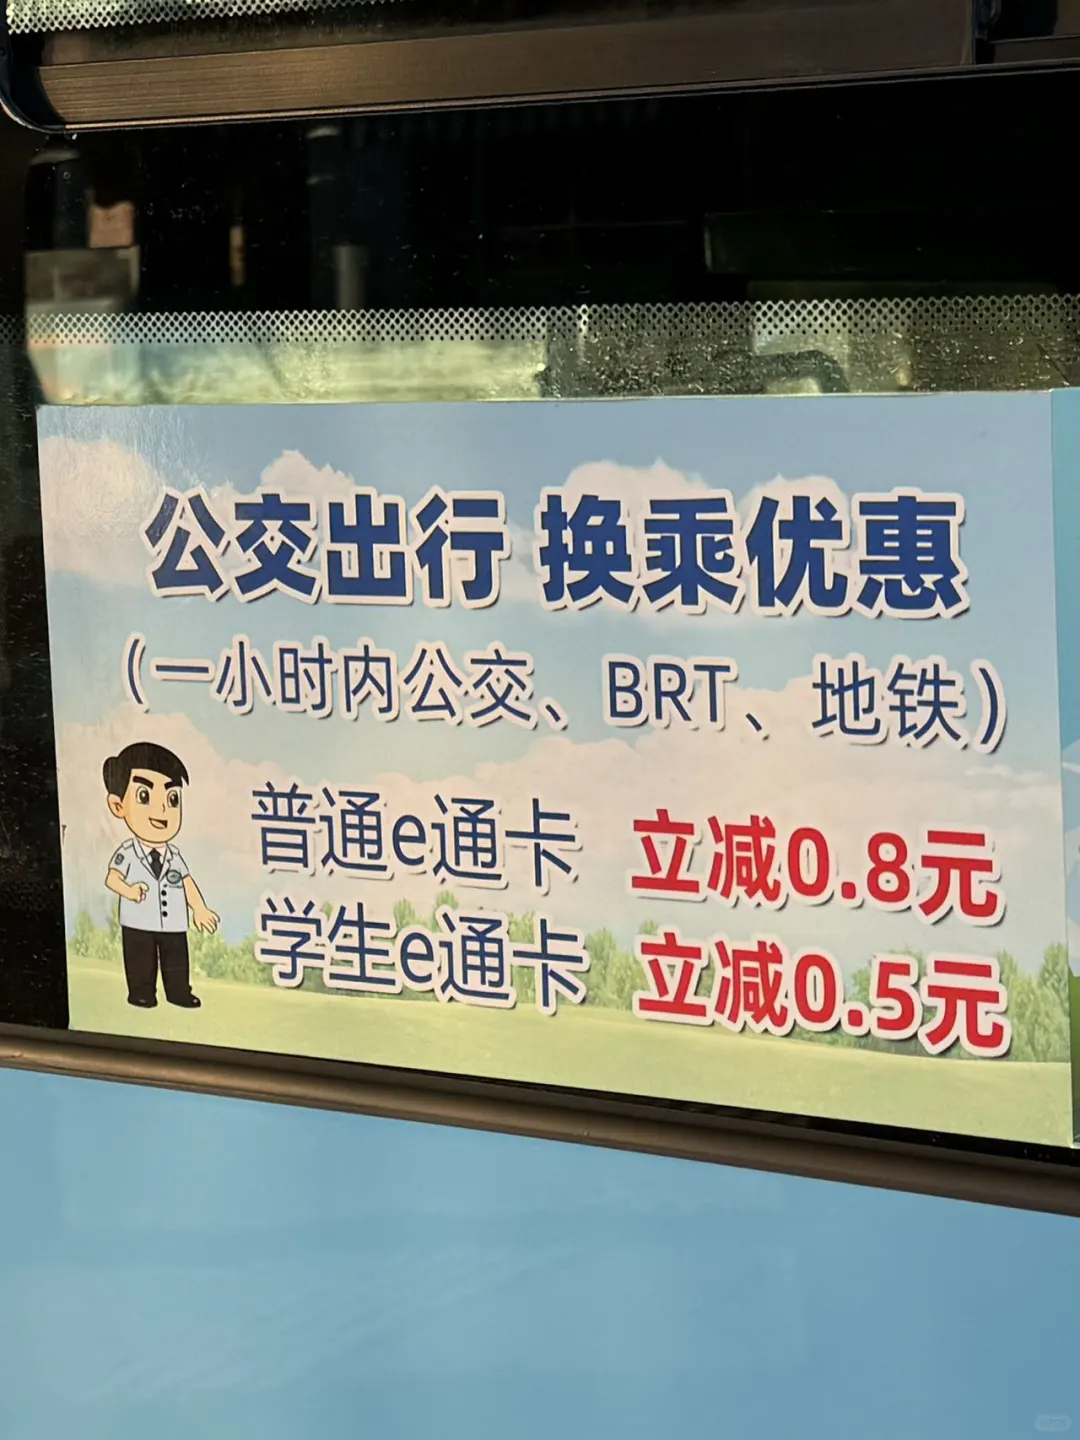 公交出行 换乘优惠
（一小时内公交、BRT、地铁）
普通e通卡 立减0.8元
学生e通卡 立减0.5元